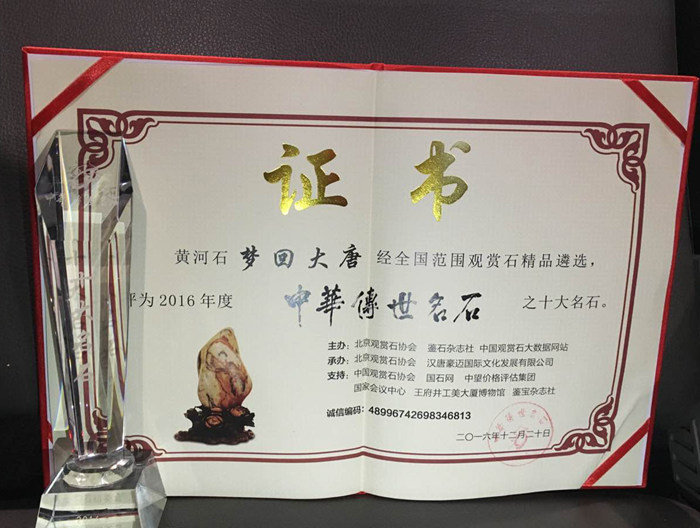 证书
黄河石 梦回大唐 经全国范围观赏石精品遴选，
评为2016年度 中華傳世名石 之十大名石。
主办：北京观赏石协会 鉴石杂志社 中国观赏石大数据网站
承办：北京观赏石协会 汉唐豪迈国际文化发展有限公司
支持：中国观赏石协会 国石网 中望价格评估集团
国家会议中心 王府井工美大厦博物馆 鉴宝杂志社
诚信编码：48996742698346813
二〇一六年十二月二十日